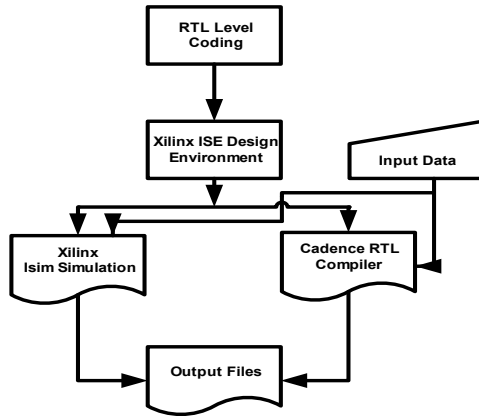 RTL Level
Coding
Xilinx ISE Design
Environment
Input Data
Xilinx
Isim Simulation
Cadence RTL
Compiler
Output Files